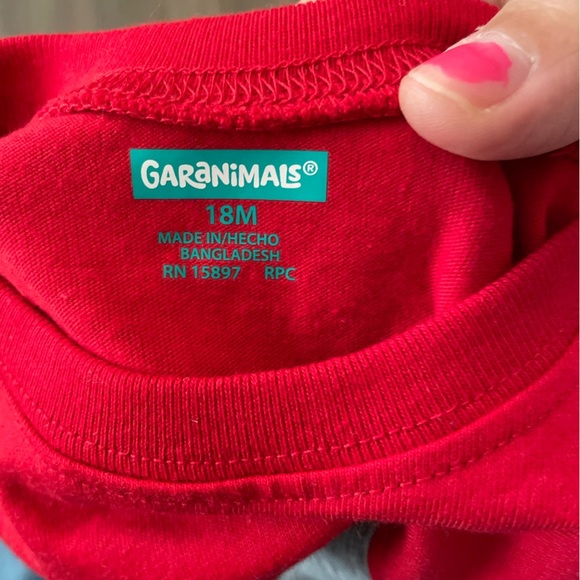 GARANIMALS®
18M
MADE IN/HECHO
BANGLADESH
RN 15897 RPC